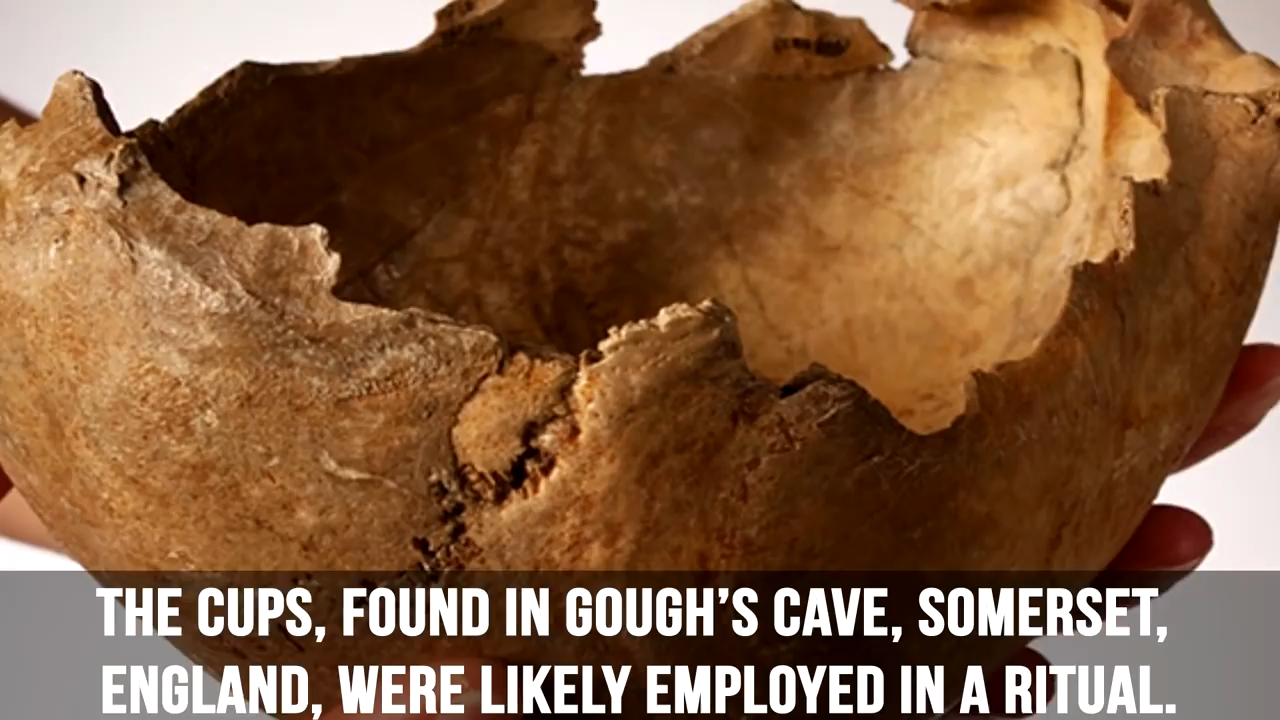 THE CUPS, FOUND IN GOUGH’S CAVE, SOMERSET,
ENGLAND, WERE LIKELY EMPLOYED IN A RITUAL.